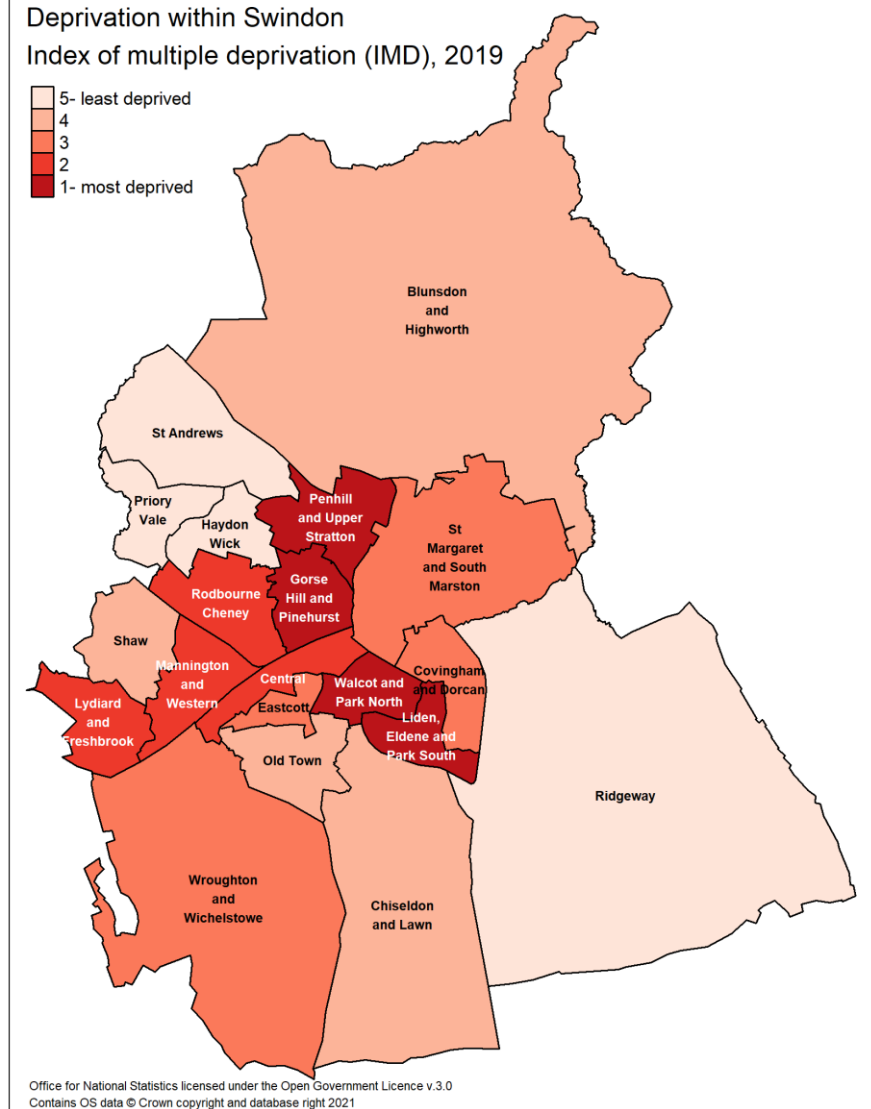 Deprivation within Swindon
Index of multiple deprivation (IMD), 2019
5- least deprived
4
3
2
1- most deprived
Blunsdon
and
Highworth
St Andrews
Priory
Vale
Haydon
Wick
Penhill
and Upper
Stratton
St
Margaret
and South
Marston
Gorse
Hill and
Pinehurst
Rodbourne
Cheney
Shaw
Mannington
and
Western
Covingham
and Dorcan
Central
Walcot and
Park North
Eastcott
Lydiard
and
Freshbrook
Liden,
Eldene and
Park South
Old Town
Ridgeway
Wroughton
and
Wichelstowe
Chiseldon
and Lawn
Office for National Statistics licensed under the Open Government Licence v.3.0
Contains OS data © Crown copyright and database right 2021